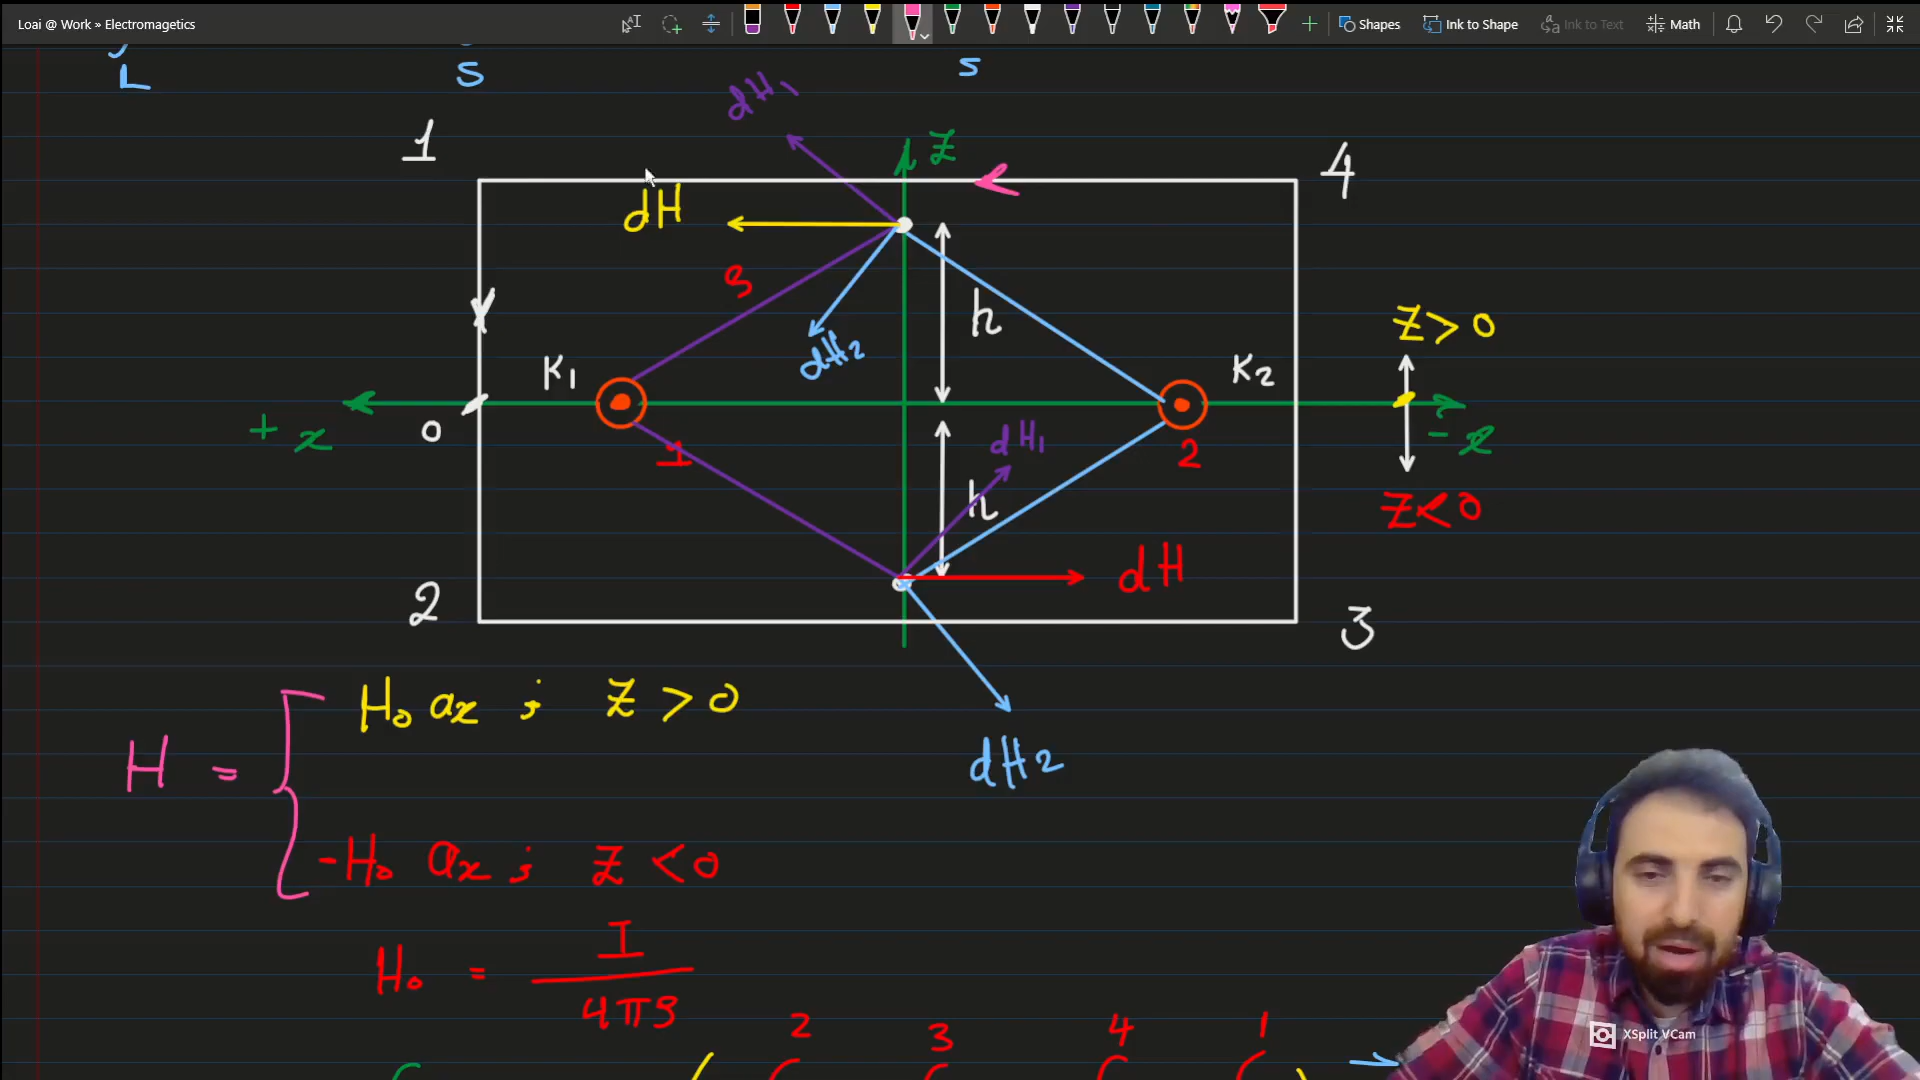 Loai @ Work » Electromagetics
Shapes
Ink to Shape
Ink to Text
Math
L
S
S
dH1
1
Z
4
dH
S
h
Z > 0
dH2
K1
K2
+ x
0
- x
1
dH1
2
h
Z < 0
dH
2
3
H = { H0 ax ; Z > 0
dH2
-H0 ax ; Z < 0
H0 = I / 4πS
2 3 4 1
XSplit VCam